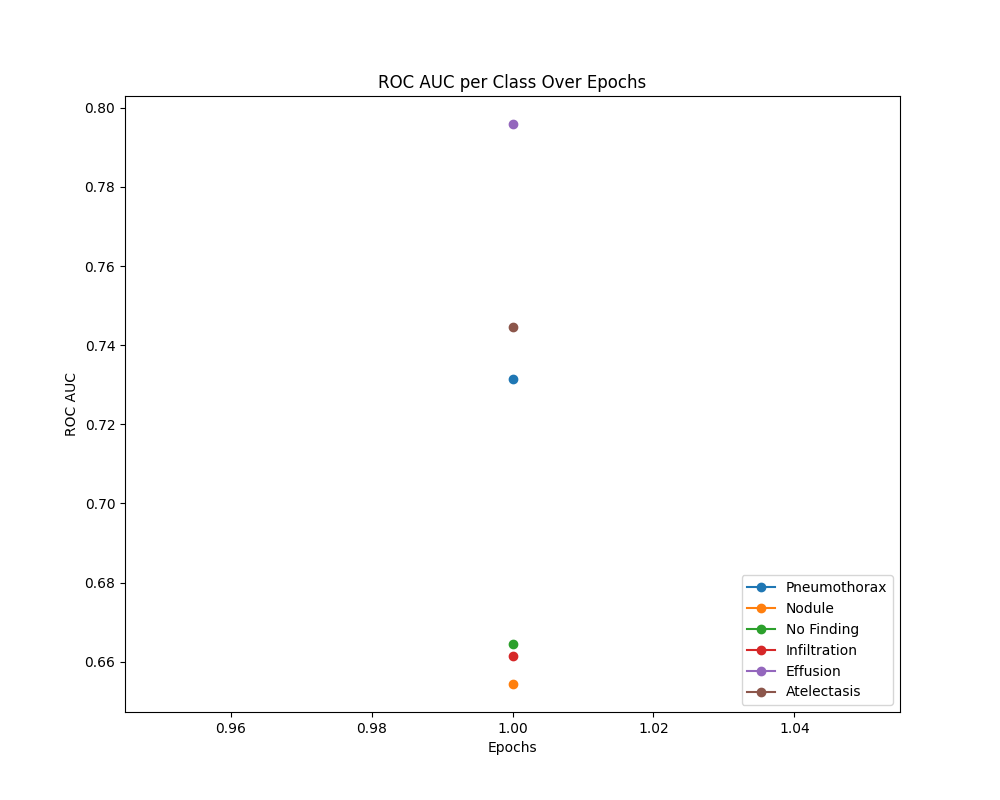 ROC AUC per Class Over Epochs
0.80
0.78
0.76
0.74
0.72
0.70
0.68
0.66
ROC AUC
0.96
0.98
1.00
1.02
1.04
Epochs
Pneumothorax
Nodule
No Finding
Infiltration
Effusion
Atelectasis